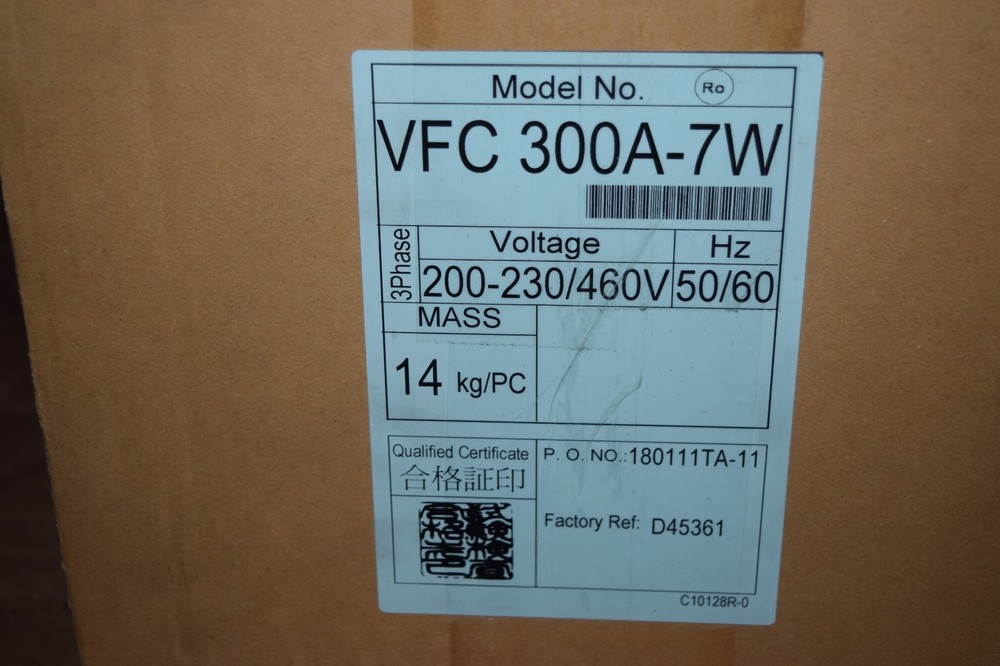 Model No. Ro
VFC 300A-7W
3Phase
Voltage Hz
200-230/460V 50/60
MASS
14 kg/PC
Qualified Certificate
合格証印
P. O. NO.:180111TA-11
Factory Ref: D45361
C10128R-0